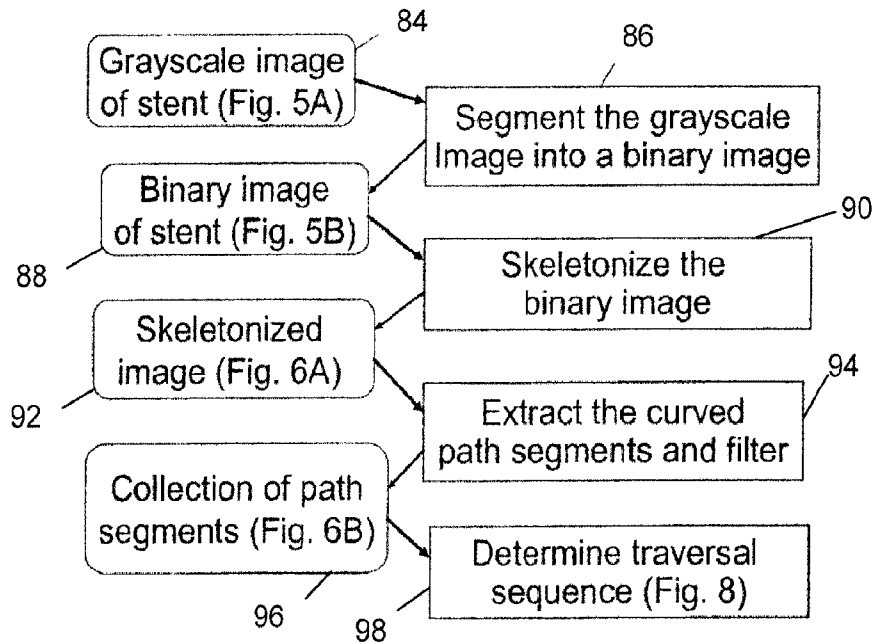 84
Grayscale image
of stent (Fig. 5A)
86
Segment the grayscale
Image into a binary image
Binary image
of stent (Fig. 5B)
88
90
Skeletonize the
binary image
Skeletonized
image (Fig. 6A)
92
94
Extract the curved
path segments and filter
Collection of path
segments (Fig. 6B)
96
Determine traversal
sequence (Fig. 8)
98